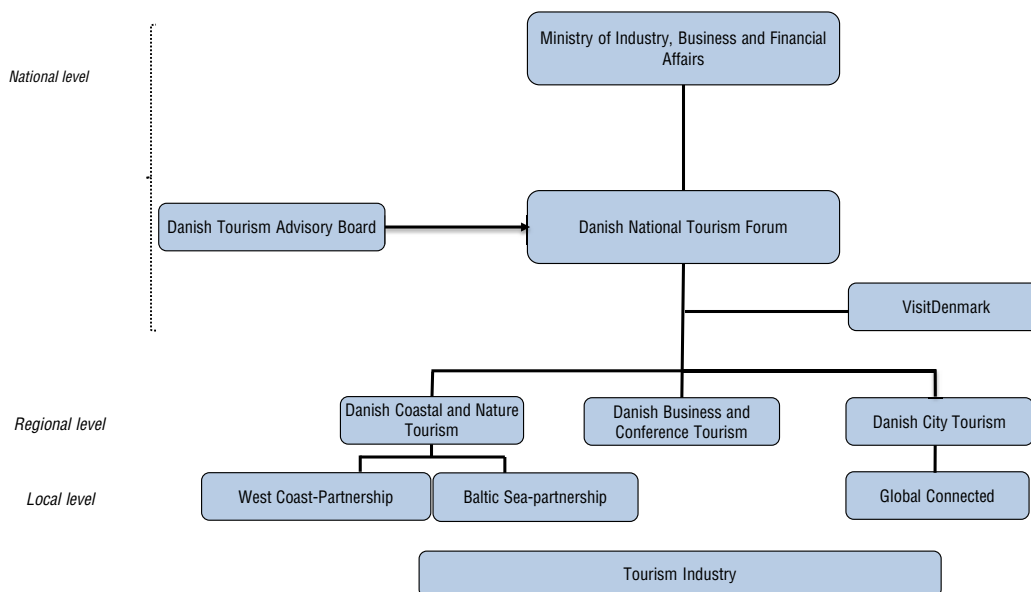 Ministry of Industry, Business and Financial
Affairs
National level
Danish Tourism Advisory Board
Danish National Tourism Forum
VisitDenmark
Regional level
Danish Coastal and Nature
Tourism
Danish Business and
Conference Tourism
Danish City Tourism
Local level
West Coast-Partnership
Baltic Sea-partnership
Global Connected
Tourism Industry